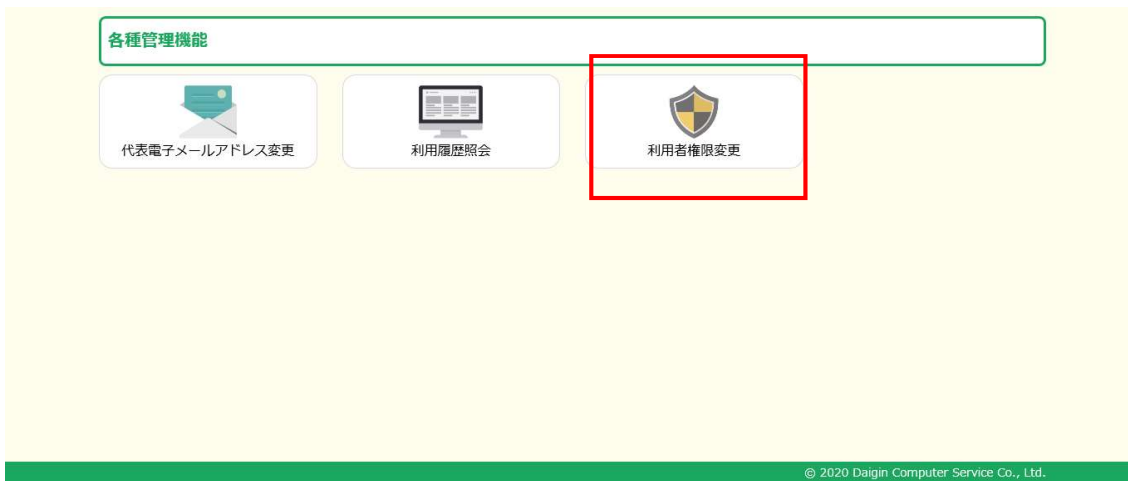 各種管理機能
代表電子メールアドレス変更
利用履歴照会
利用者権限変更
© 2020 Daigin Computer Service Co., Ltd.